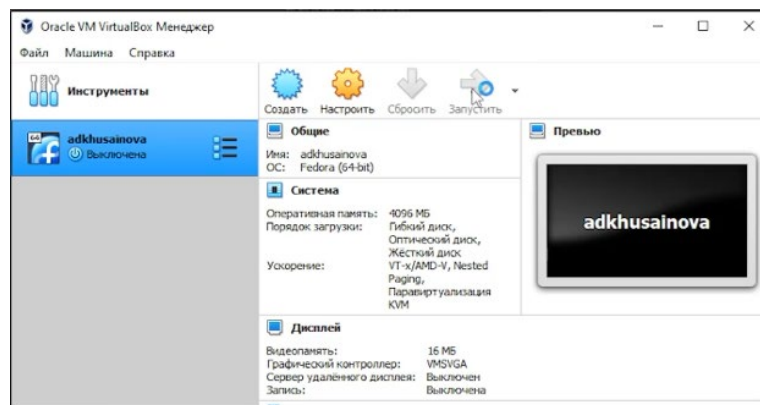 Oracle VM VirtualBox Менеджер
Файл Машина Справка
Инструменты
Создать Настроить Сбросить Запустить
64
adkhusainova
Выключена
Общие
Имя: adkhusainova
ОС: Fedora (64-bit)
Система
Оперативная память: 4096 МБ
Порядок загрузки: Гибкий диск,
Оптический диск,
Жёсткий диск
Ускорение: VT-x/AMD-V, Nested
Paging,
Паравиртуализация
KVM
Превью
adkhusainova
Дисплей
Видеопамять: 16 МБ
Графический контроллер: VMSVGA
Сервер удалённого дисплея: Выключен
Запись: Выключена